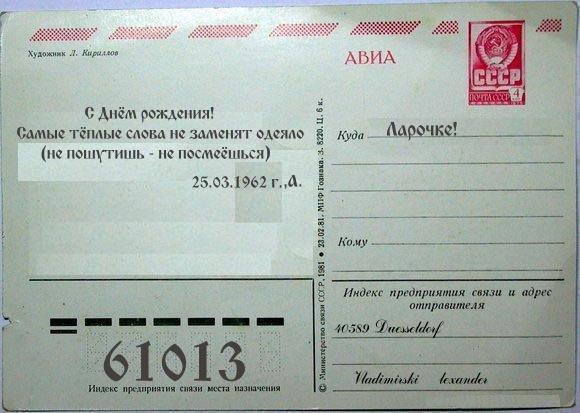 Художник Л. Кириллов
АВИА
СССР
ПОЧТА СССР 4
С Днём рождения!
Самые тёплые слова не заменят одеяло
(не пошутишь - не посмеёшься)
25.03.1962 г.,А.
Куда Ларочке!
Кому
© Министерство связи СССР, 1981 • 23.02.81. МПФ Гознака. З. 8220. Ц. 6 к.
Индекс предприятия связи и адрес
отправителя
40589 Duesseldorf
Vladimirski lexander
61013
Индекс предприятия связи места назначения